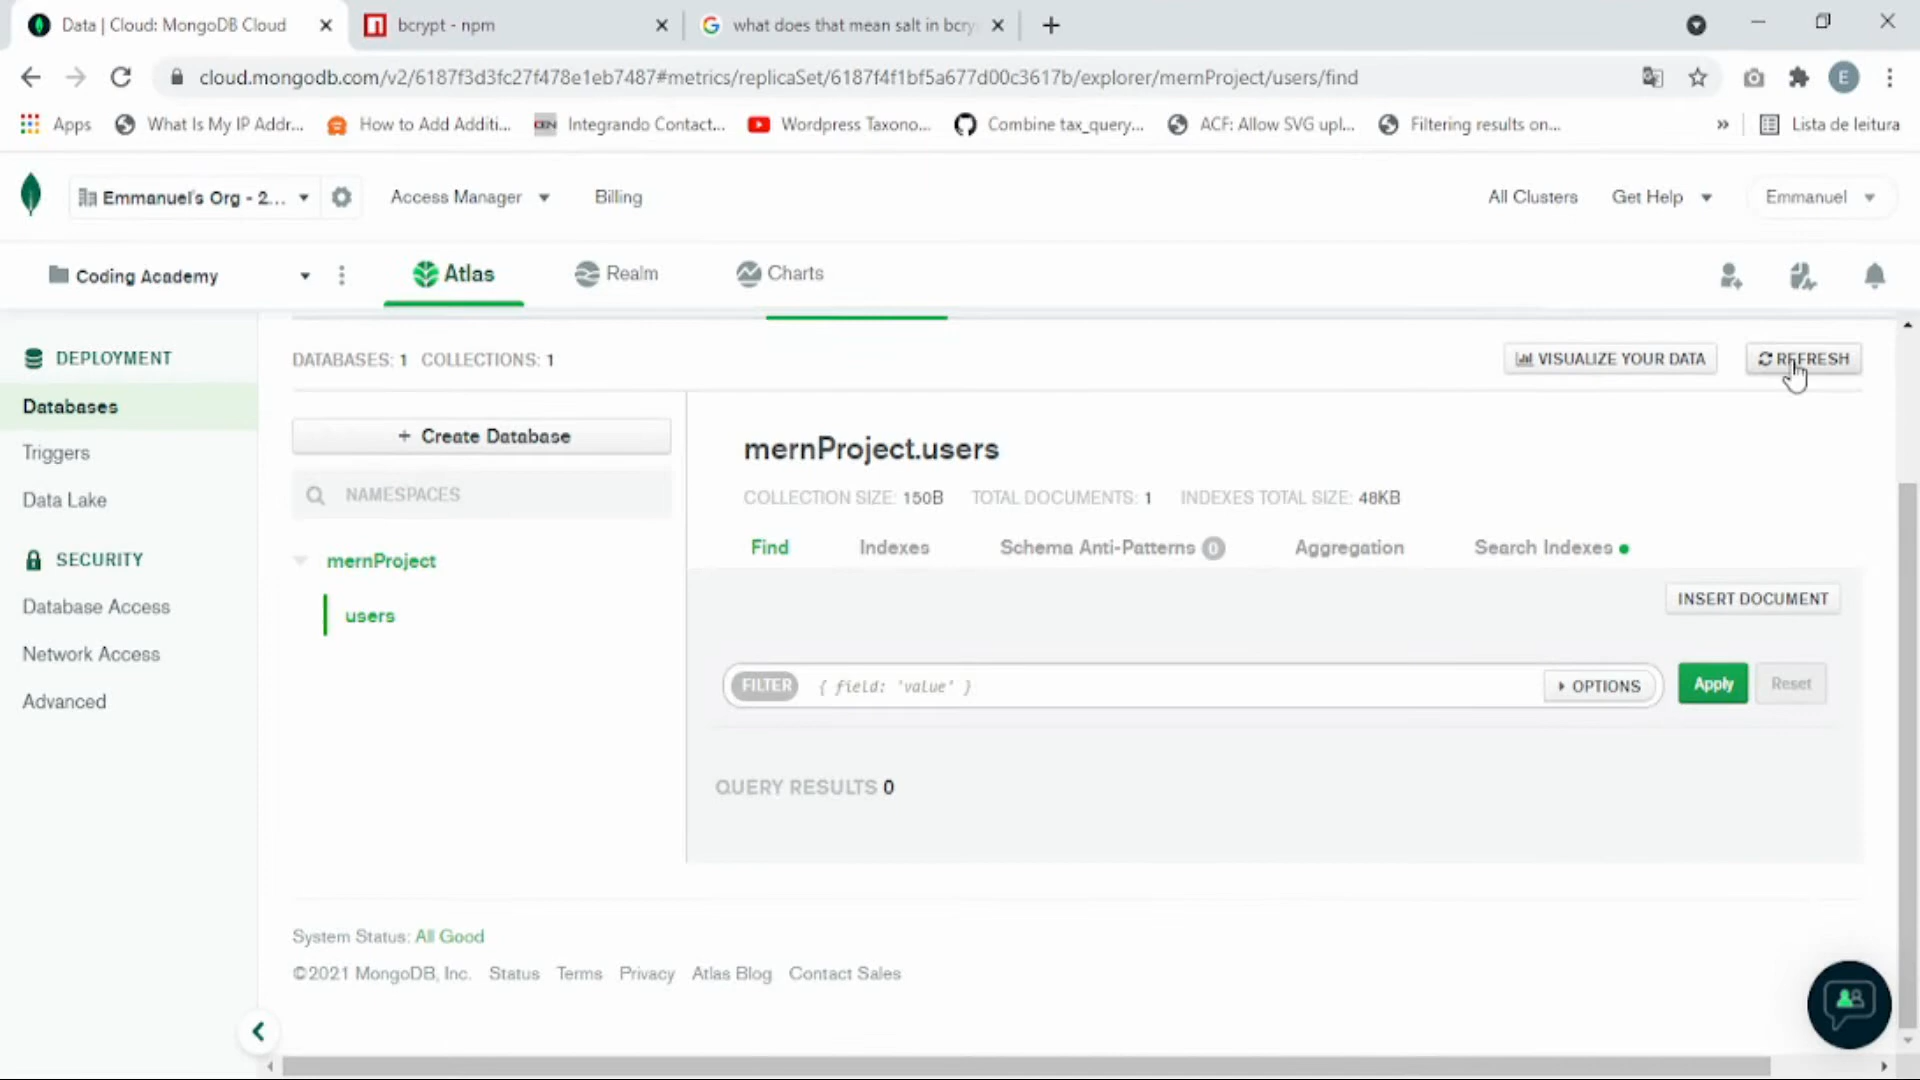 Data | Cloud: MongoDB Cloud
bcrypt - npm
what does that mean salt in bcry
cloud.mongodb.com/v2/6187f3d3fc27f478e1eb7487#metrics/replicaSet/6187f4f1bf5a677d00c3617b/explorer/mernProject/users/find
E
Apps
What Is My IP Addr...
How to Add Additi...
Integrando Contact...
Wordpress Taxono...
Combine tax_query...
ACF: Allow SVG upl...
Filtering results on...
»
Lista de leitura
Emmanuel's Org - 2...
Access Manager
Billing
All Clusters
Get Help
Emmanuel
Coding Academy
Atlas
Realm
Charts
DEPLOYMENT
Databases
Triggers
Data Lake
SECURITY
Database Access
Network Access
Advanced
DATABASES: 1 COLLECTIONS: 1
VISUALIZE YOUR DATA
REFRESH
+ Create Database
NAMESPACES
mernProject
users
mernProject.users
COLLECTION SIZE: 150B TOTAL DOCUMENTS: 1 INDEXES TOTAL SIZE: 48KB
Find
Indexes
Schema Anti-Patterns 0
Aggregation
Search Indexes
INSERT DOCUMENT
FILTER { field: 'value' }
OPTIONS
Apply
Reset
QUERY RESULTS 0
System Status: All Good
©2021 MongoDB, Inc. Status Terms Privacy Atlas Blog Contact Sales